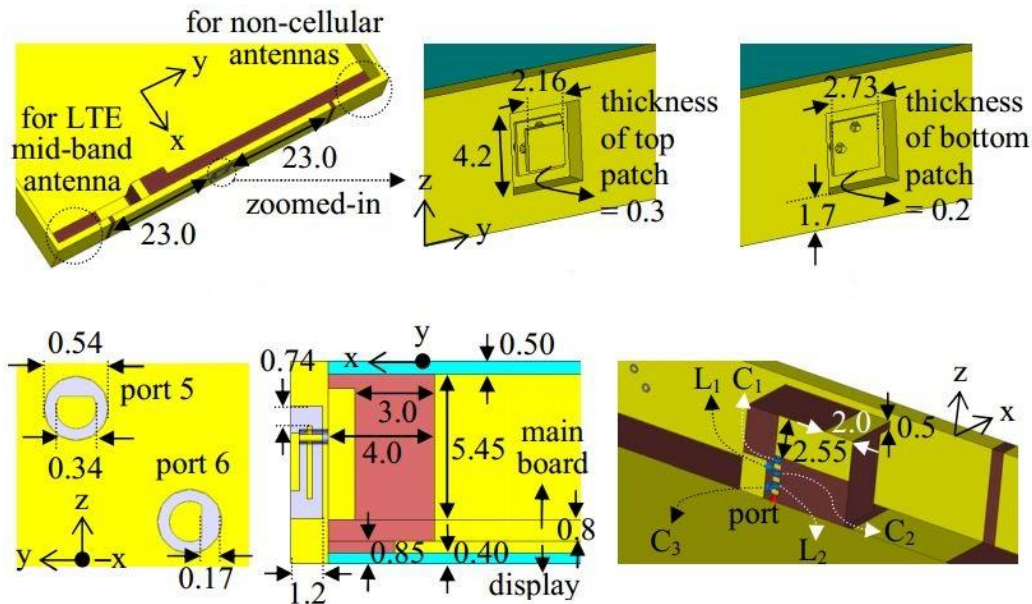 for non-cellular
antennas
y
x
for LTE
mid-band
antenna
23.0
23.0
zoomed-in
2.16
4.2
thickness
of top
patch
= 0.3
z
y
2.73
thickness
of bottom
patch
= 0.2
1.7
0.54
port 5
0.34
port 6
z
y
–x
0.17
y
x
0.50
0.74
3.0
4.0
5.45
main
board
0.8
0.85
0.40
display
1.2
L₁
C₁
z
x
2.0
0.5
2.55
port
C₃
L₂
C₂